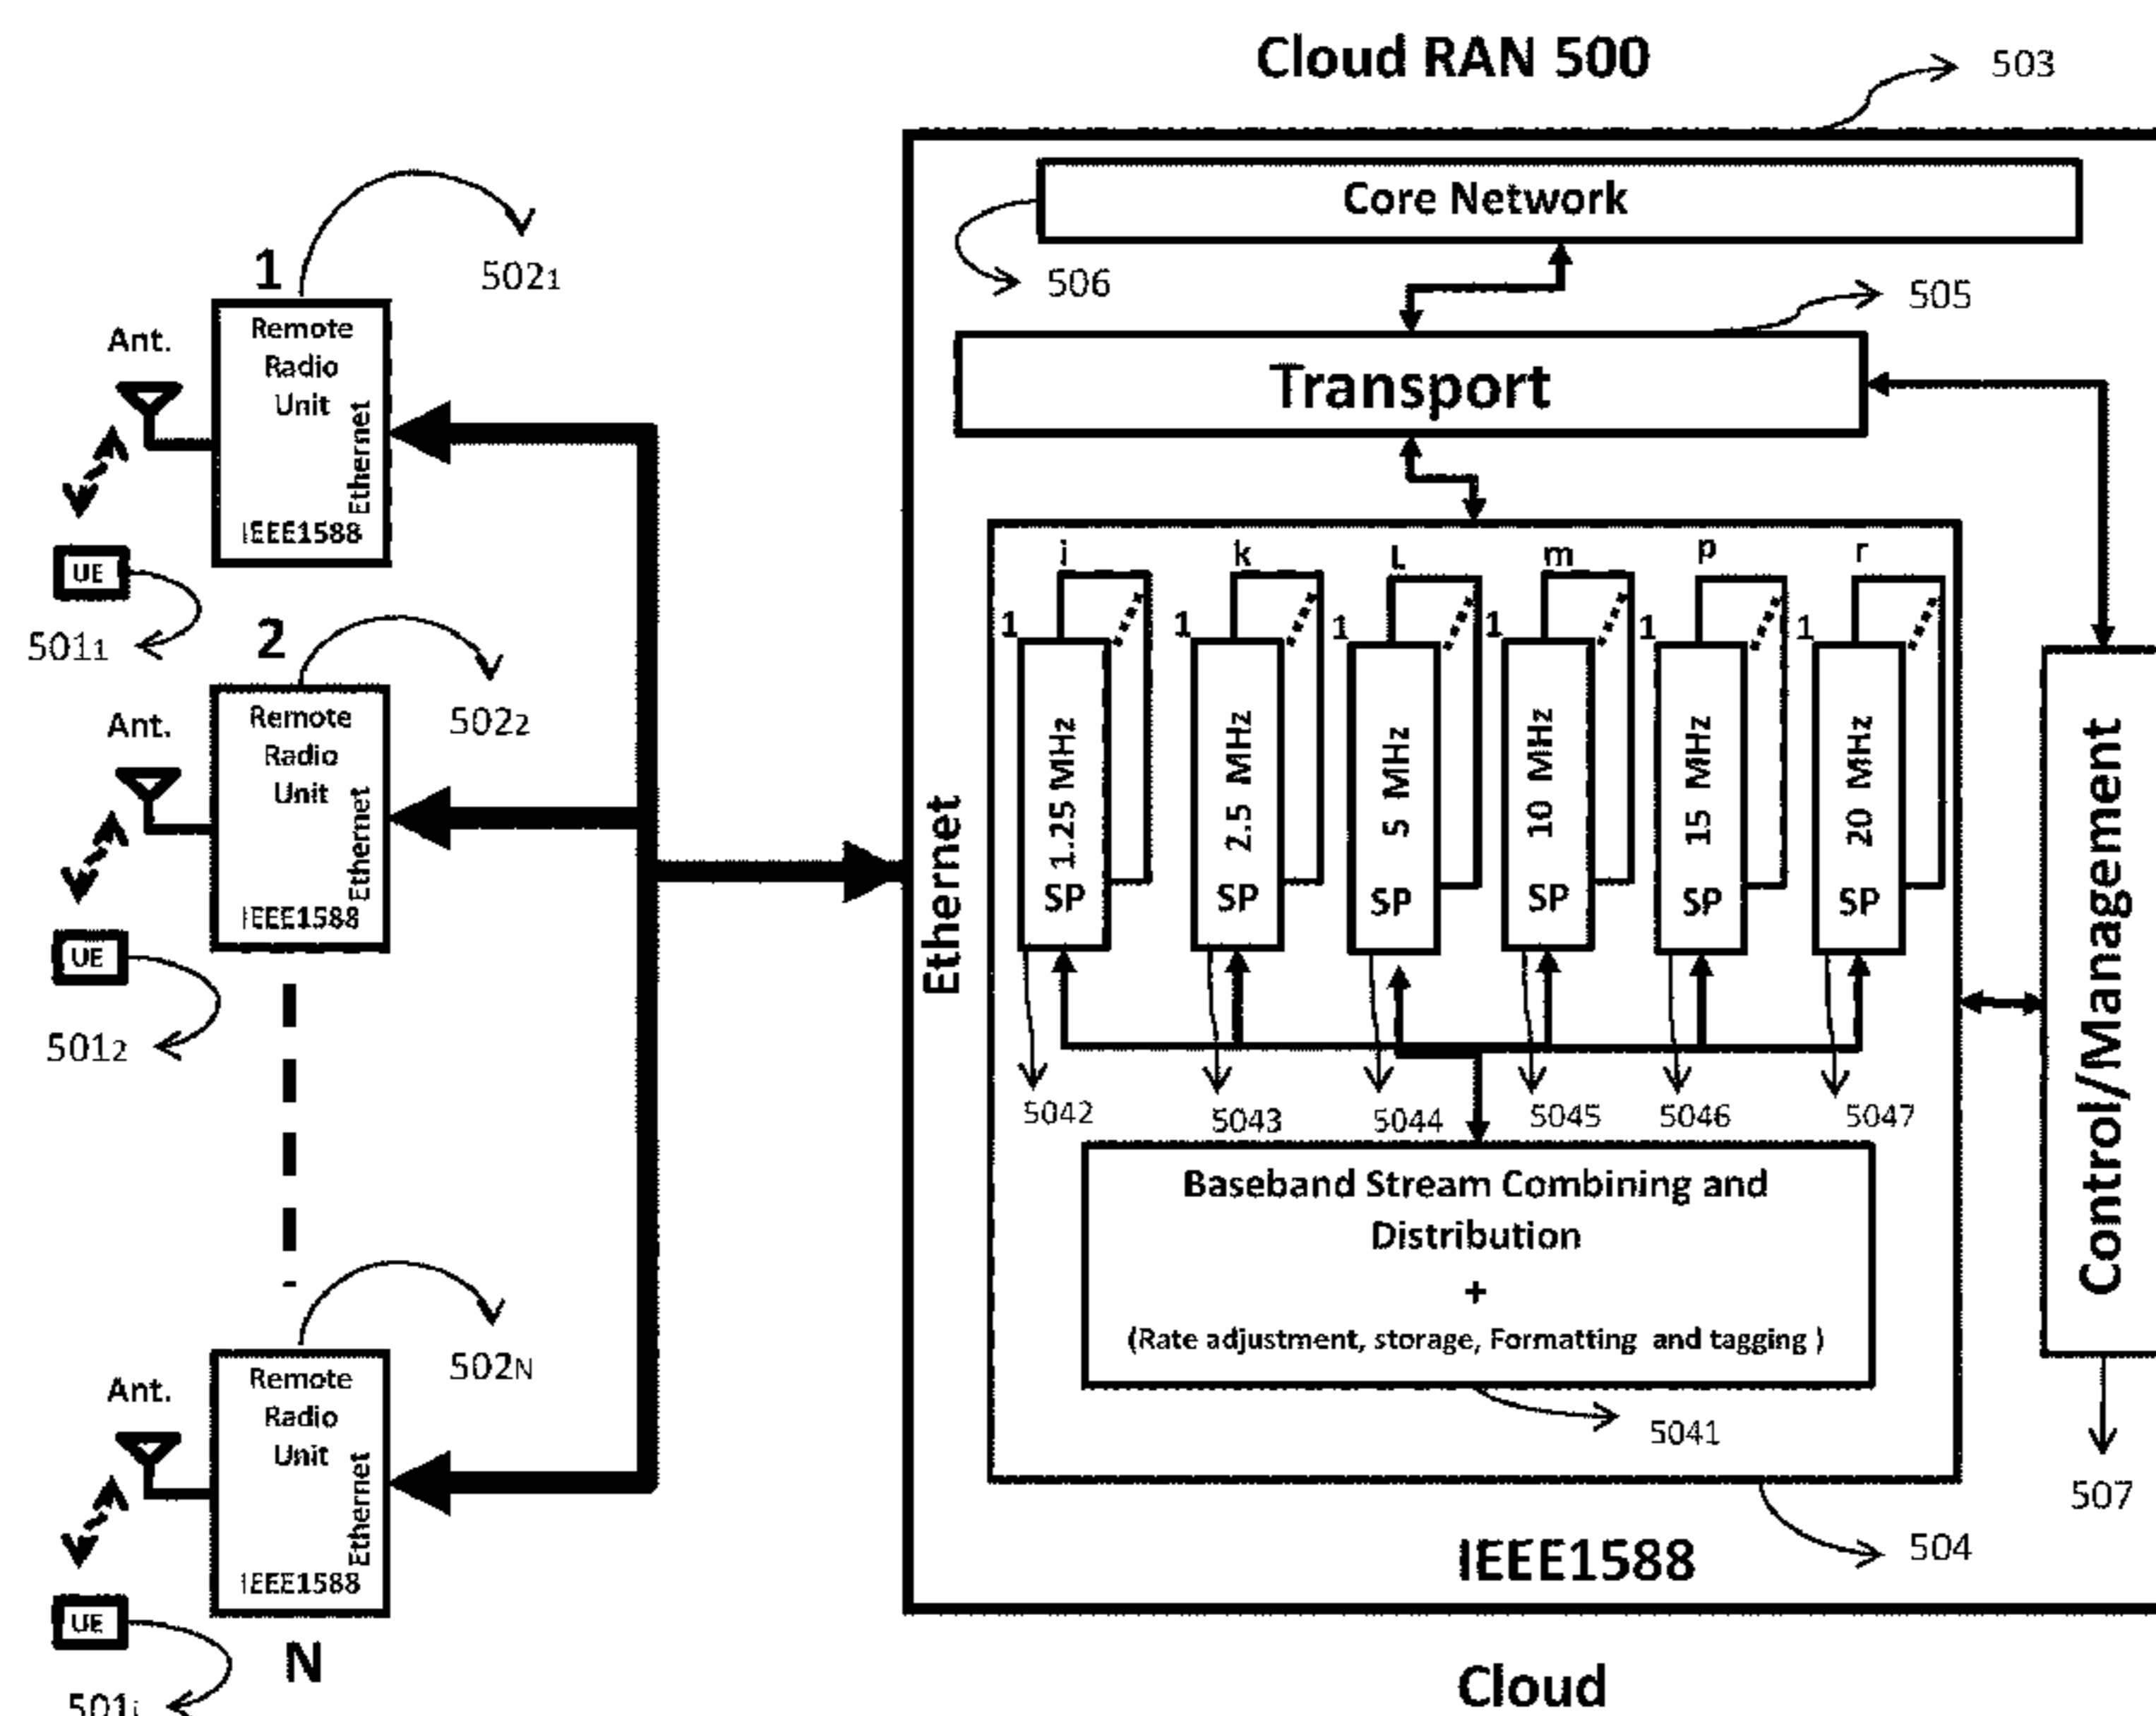 Cloud RAN 500
503
Core Network
506
505
Transport
1
502₁
Ant.
Remote
Radio
Unit
Ethernet
IEEE1588
UE
501₁
2
502₂
Ant.
Remote
Radio
Unit
Ethernet
IEEE1588
UE
501₂
502N
Ant.
Remote
Radio
Unit
Ethernet
IEEE1588
UE
N
501i
Ethernet
i k L m p r
1 1 1 1 1 1
1.25 MHz
SP
2.5 MHz
SP
5 MHz
SP
10 MHz
SP
15 MHz
SP
20 MHz
SP
5042 5043 5044 5045 5046 5047
Baseband Stream Combining and
Distribution
+
(Rate adjustment, storage, Formatting and tagging )
5041
Control/Management
507
504
IEEE1588
Cloud